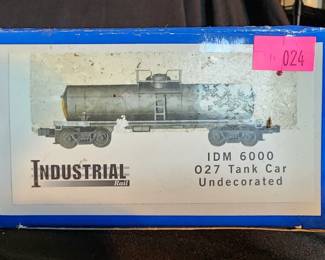 024
INDUSTRIAL
Rail
IDM 6000
027 Tank Car
Undecorated